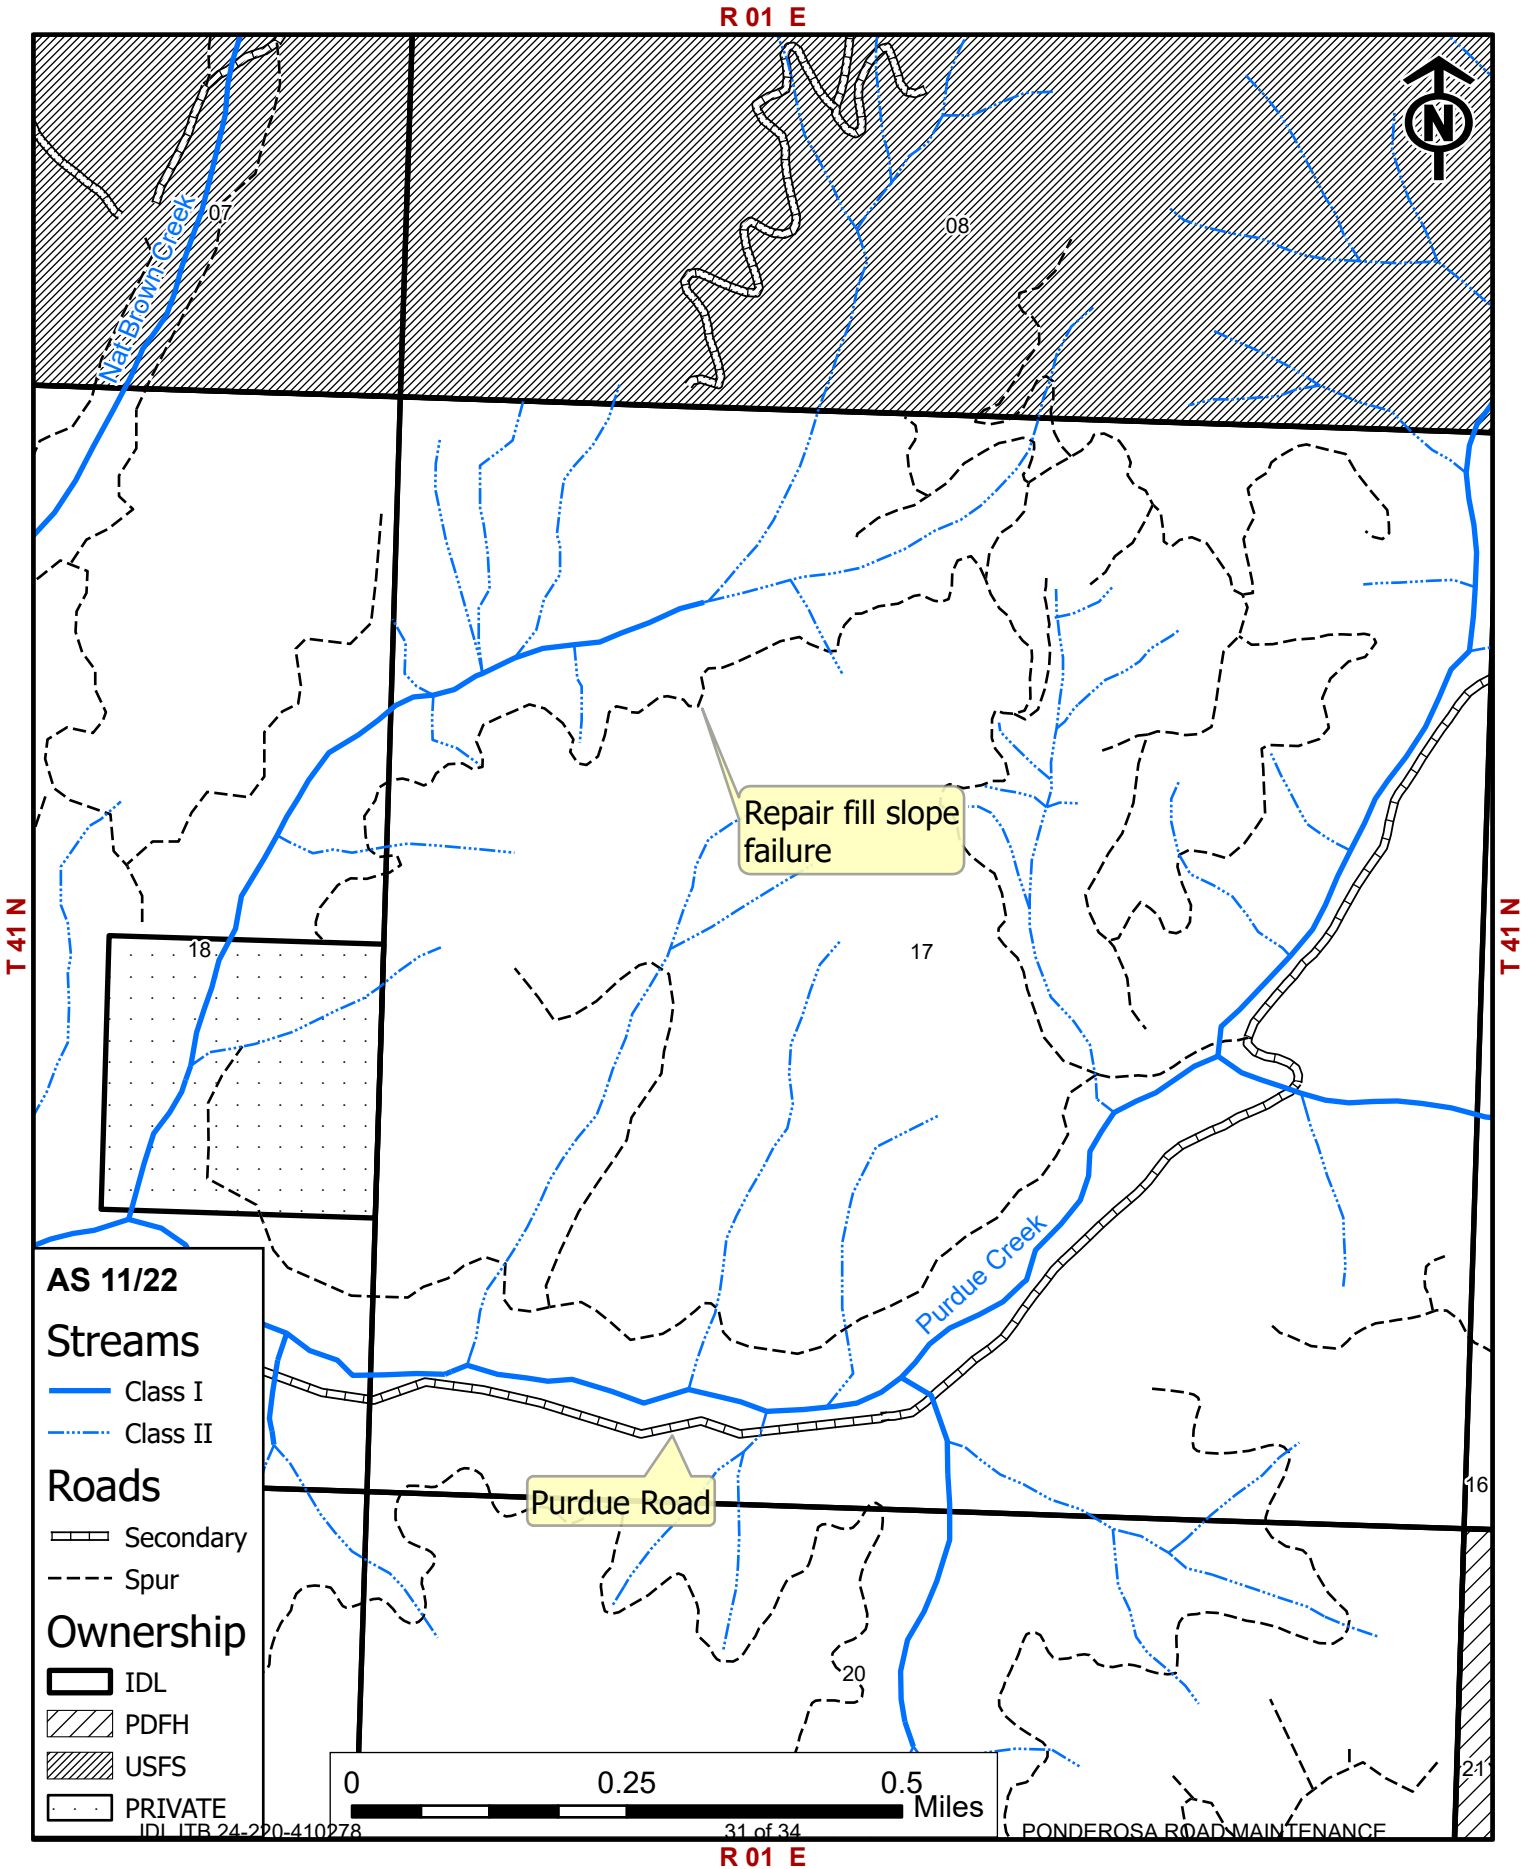 R 01 E
N
07
08
Nat Brown Creek
Repair fill slope
failure
T 41 N
T 41 N
18
17
Purdue Creek
AS 11/22
Streams
Class I
Class II
Roads
Secondary
Spur
Ownership
IDL
PDFH
USFS
PRIVATE
Purdue Road
16
20
21
0 0.25 0.5
Miles
IDL ITB 24-220-410278 31 of 34 PONDEROSA ROAD MAINTENANCE
R 01 E